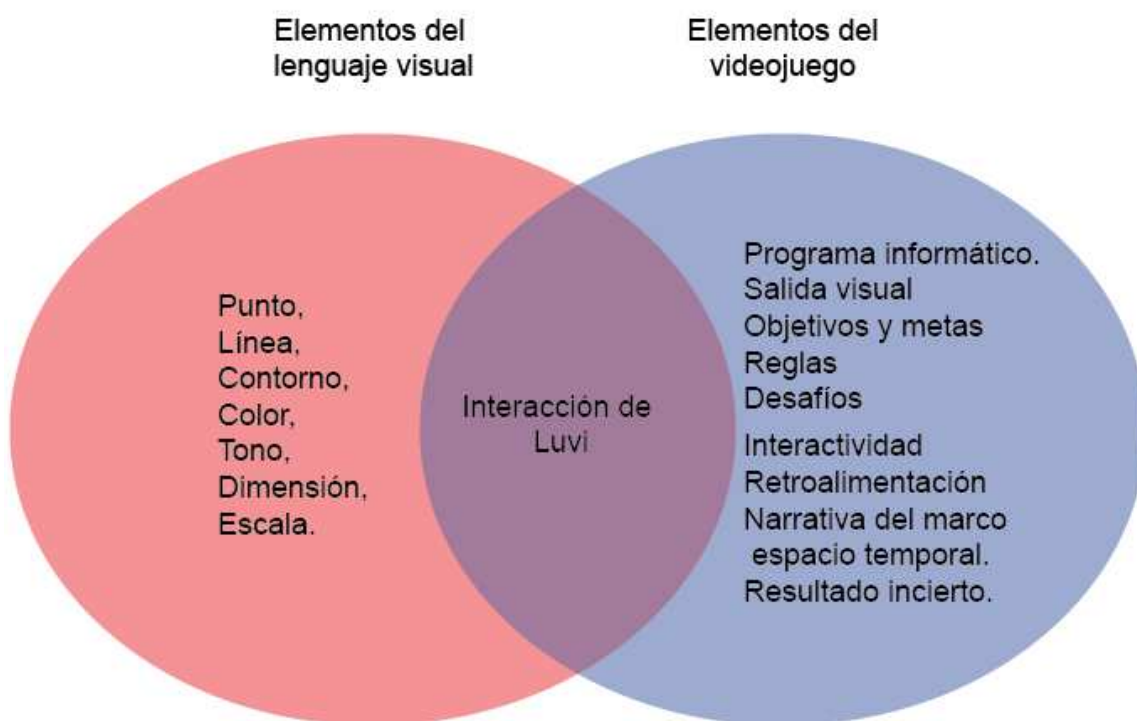 Elementos del
lenguaje visual
Elementos del
videojuego
Punto,
Línea,
Contorno,
Color,
Tono,
Dimensión,
Escala.
Interacción de
Luvi
Programa informático.
Salida visual
Objetivos y metas
Reglas
Desafíos
Interactividad
Retroalimentación
Narrativa del marco
espacio temporal.
Resultado incierto.